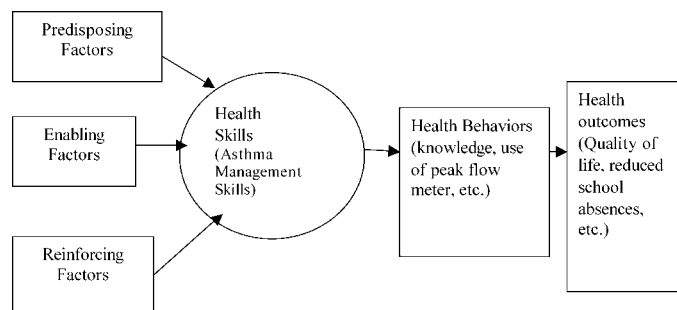 Predisposing
Factors
Enabling
Factors
Reinforcing
Factors
Health
Skills
(Asthma
Management
Skills)
Health Behaviors
(knowledge, use
of peak flow
meter, etc.)
Health
outcomes
(Quality of
life, reduced
school
absences,
etc.)